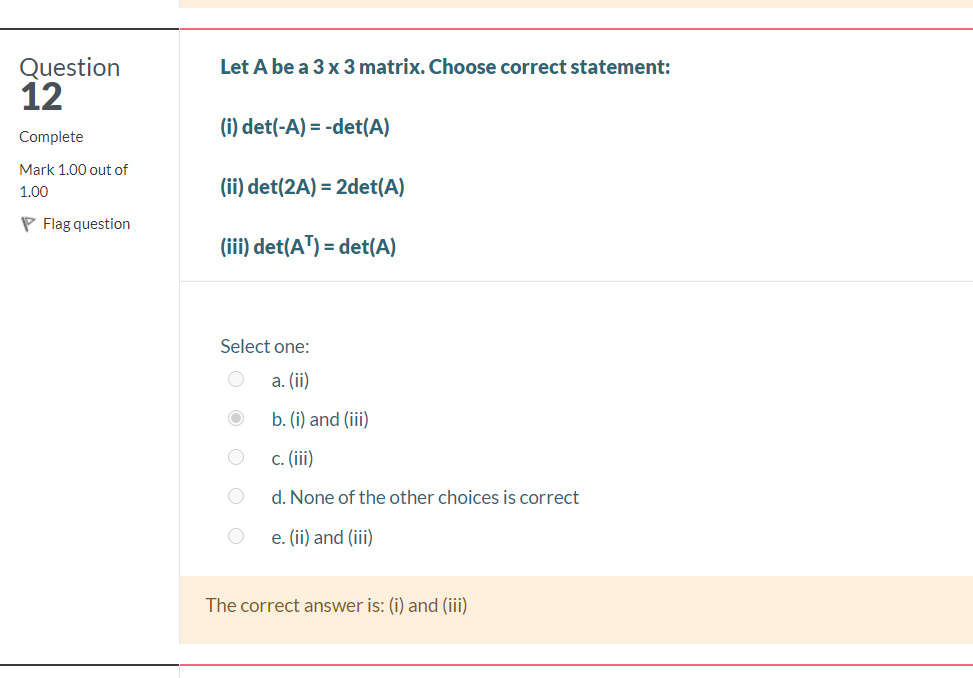 Question
12
Complete
Mark 1.00 out of
1.00
Flag question
Let A be a 3 x 3 matrix. Choose correct statement:
(i) det(-A) = -det(A)
(ii) det(2A) = 2det(A)
(iii) det(Aᵀ) = det(A)
Select one:
a. (ii)
b. (i) and (iii)
c. (iii)
d. None of the other choices is correct
e. (ii) and (iii)
The correct answer is: (i) and (iii)